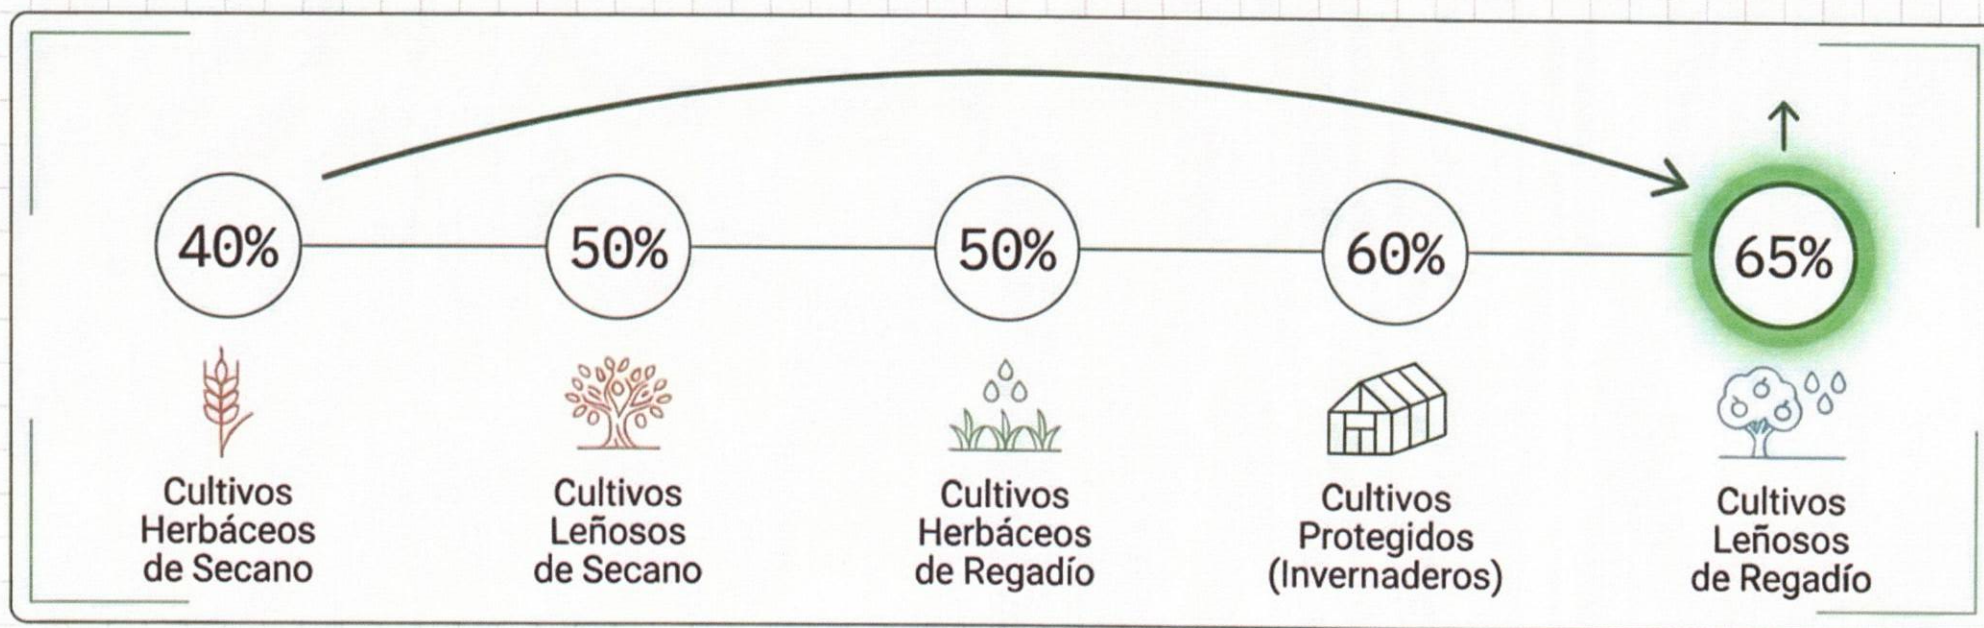 40%
50%
50%
60%
65%
Cultivos
Herbáceos
de Secano
Cultivos
Leñosos
de Secano
Cultivos
Herbáceos
de Regadío
Cultivos
Protegidos
(Invernaderos)
Cultivos
Leñosos
de Regadío